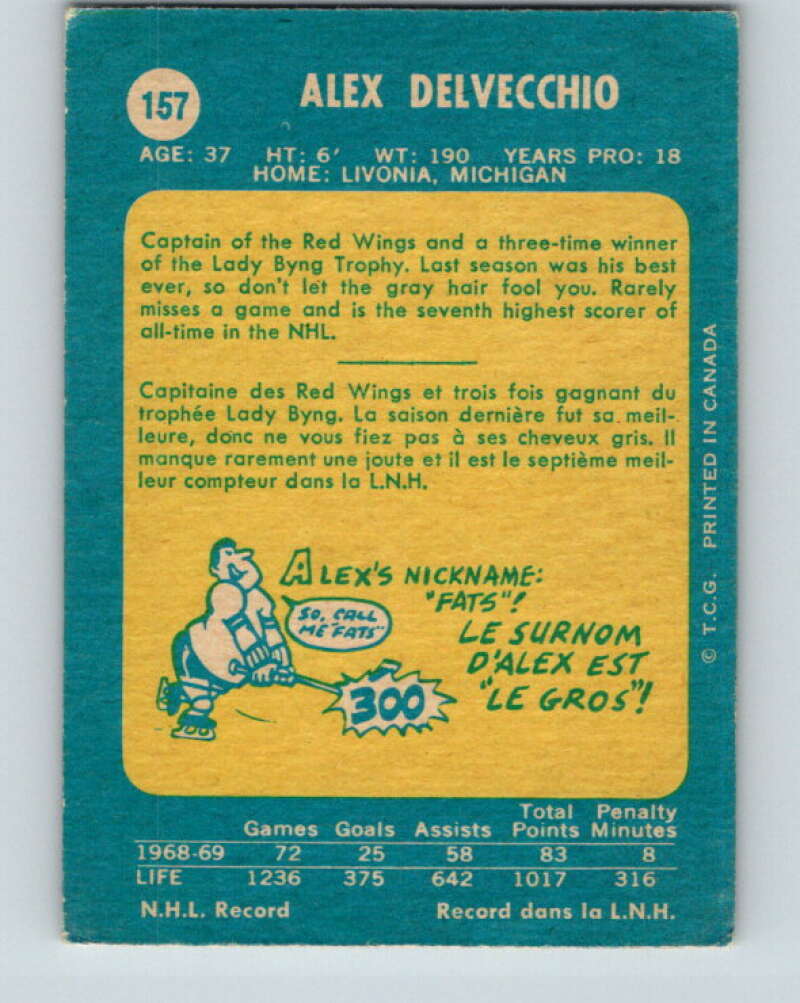 157
ALEX DELVECCHIO
AGE: 37 HT: 6' WT: 190 YEARS PRO: 18
HOME: LIVONIA, MICHIGAN
Captain of the Red Wings and a three-time winner
of the Lady Byng Trophy. Last season was his best
ever, so don't let the gray hair fool you. Rarely
misses a game and is the seventh highest scorer of
all-time in the NHL.
Capitaine des Red Wings et trois fois gagnant du
trophée Lady Byng. La saison dernière fut sa meil-
leure, donc ne vous fiez pas à ses cheveux gris. Il
manque rarement une joute et il est le septième meil-
leur compteur dans la L.N.H.
ALEX'S NICKNAME:
"FATS"!
SO, CALL
ME "FATS"
LE SURNOM
D'ALEX EST
"LE GROS"!
300
© T.C.G. PRINTED IN CANADA
Total Penalty
Games Goals Assists Points Minutes
1968-69 72 25 58 83 8
LIFE 1236 375 642 1017 316
N.H.L. Record Record dans la L.N.H.